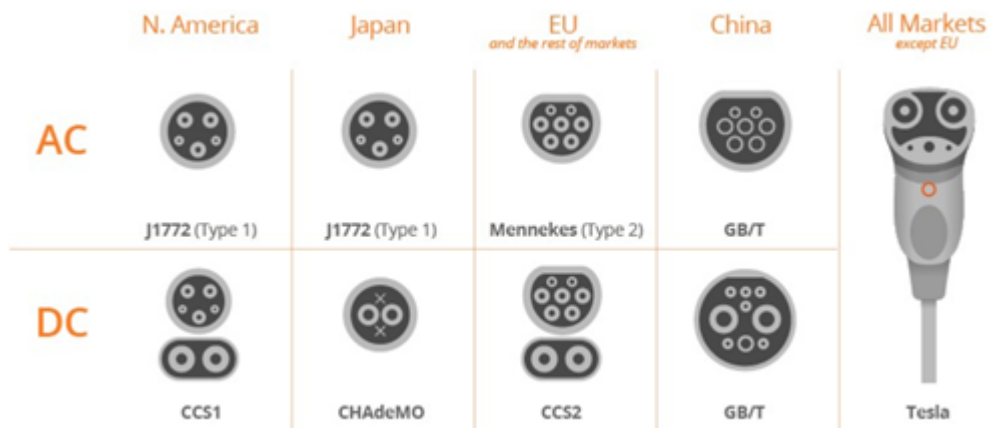 N. America
Japan
EU
and the rest of markets
China
All Markets
except EU
AC
J1772 (Type 1)
J1772 (Type 1)
Mennekes (Type 2)
GB/T
DC
CCS1
CHAdeMO
CCS2
GB/T
Tesla